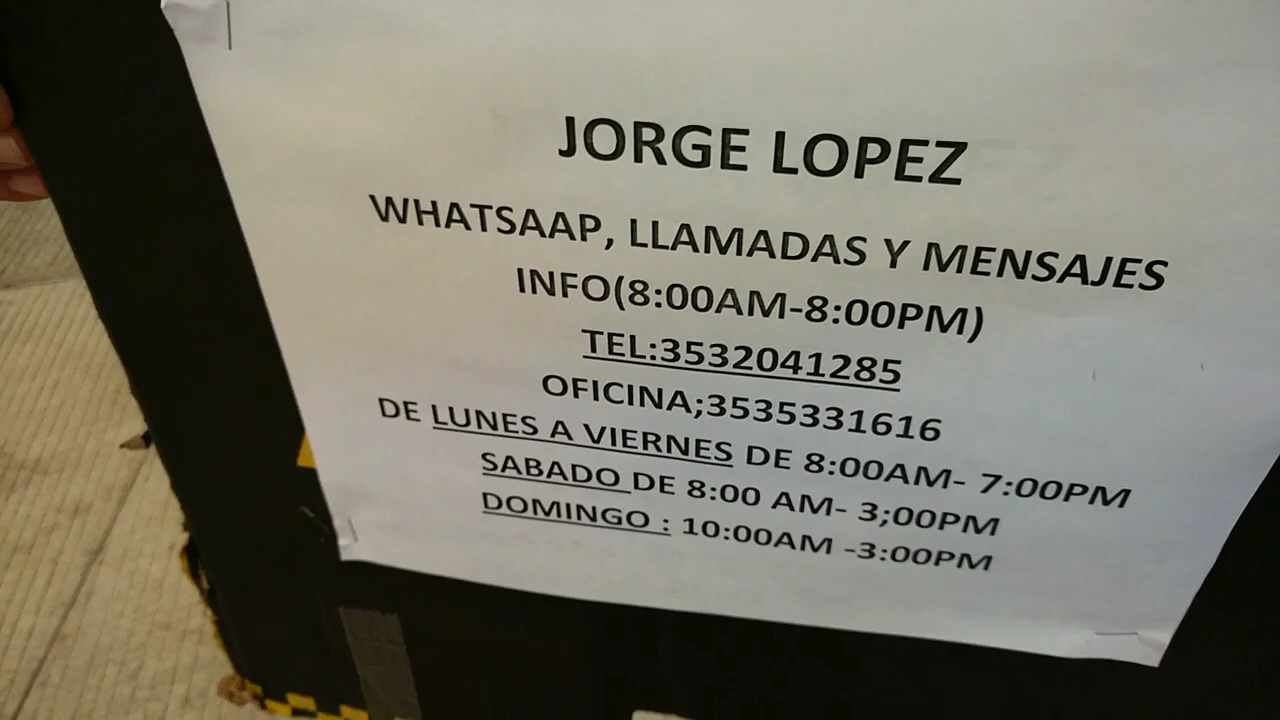 JORGE LOPEZ
WHATSAAP, LLAMADAS Y MENSAJES
INFO(8:00AM-8:00PM)
TEL:3532041285
OFICINA;3535331616
DE LUNES A VIERNES DE 8:00AM- 7:00PM
SABADO DE 8:00 AM- 3;00PM
DOMINGO : 10:00AM -3:00PM